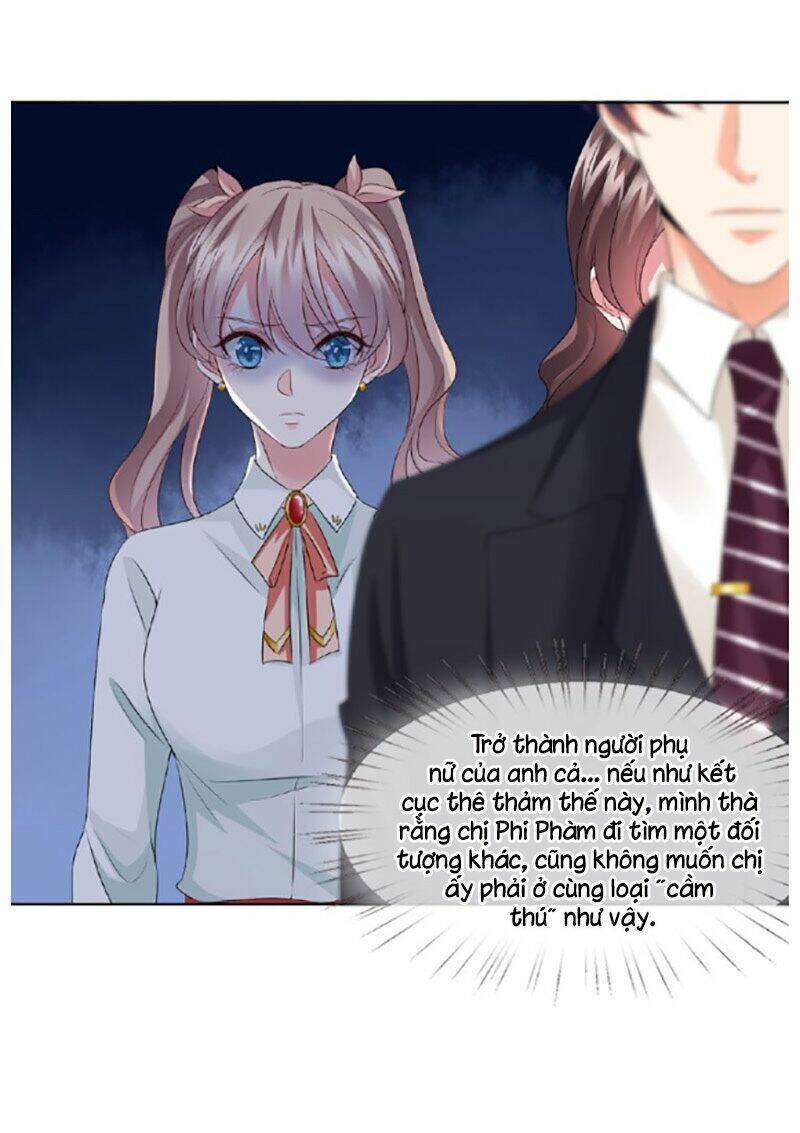 Trở thành người phụ
nữ của anh cả... nếu như kết
cục thê thảm thế này, mình thà
rằng chị Phi Phàm đi tìm một đối
tượng khác, cũng không muốn chị
ấy phải ở cùng loại "cầm
thú" như vậy.